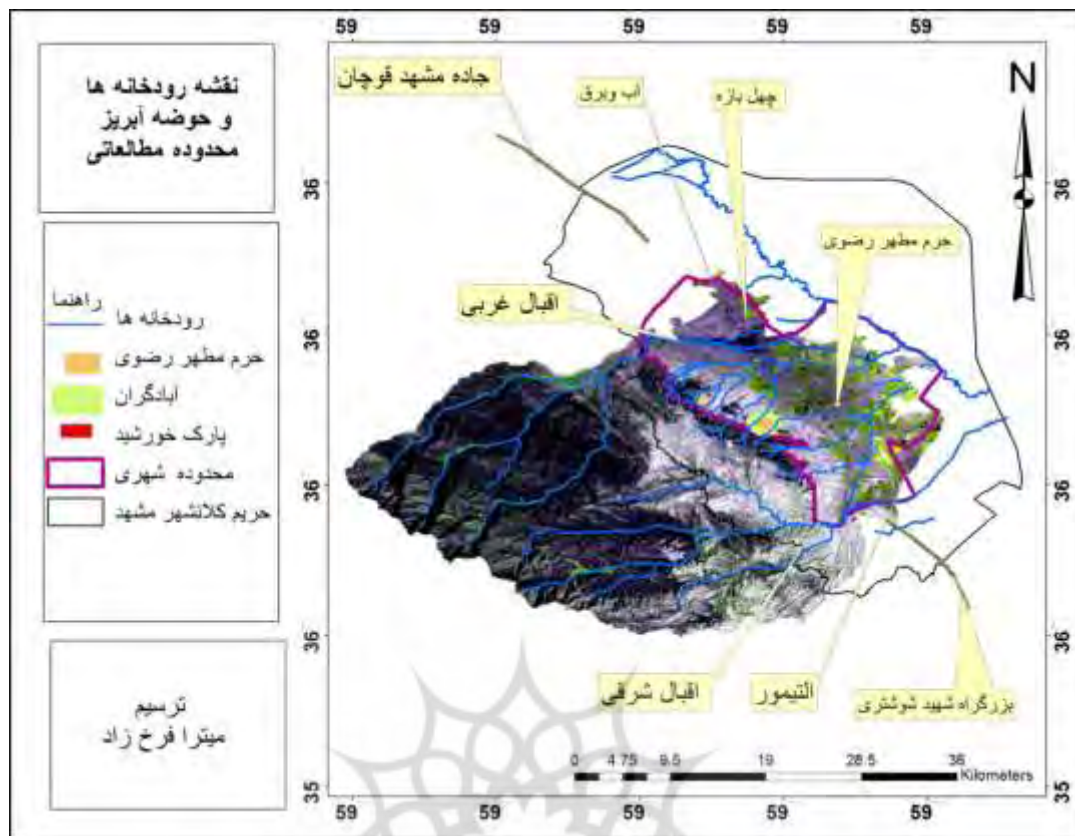 نقشه رودخانه ها
و حوضه آبریز
محدوده مطالعاتی
راهنما
رودخانه ها
حرم مطهر رضوی
آبادگران
پارک خورشید
محدوده شهری
حریم کلانشهر مشهد
ترسیم
میترا فرخ زاد
59 59 59 59 59
جاده مشهد قوچان
اب وبرق
چهل بازه
N
36 36
حرم مطهر رضوی
اقبال غربی
36 36
36 36
36 36
اقبال شرقی
التیمور
بزرگراه شهید شوشتری
0 4.75 9.5 19 28.5 38
Kilometers
35 35
59 59 59 59 59